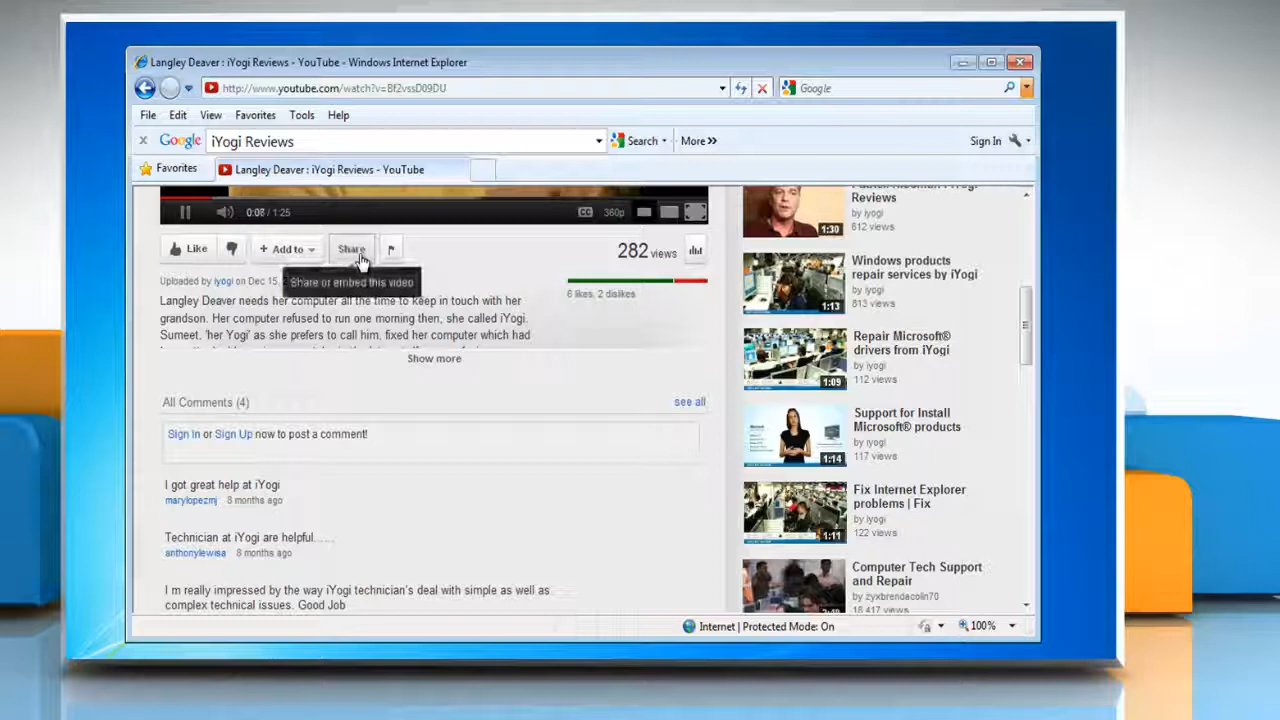 Langley Deaver : iYogi Reviews - YouTube - Windows Internet Explorer
http://www.youtube.com/watch?v=Bf2vssD09DU
Google
File Edit View Favorites Tools Help
x Google iYogi Reviews Search More >> Sign In
Favorites Langley Deaver : iYogi Reviews - YouTube
0:08 / 1:25 CC 360p
Like + Add to Share 282 views
Share or embed this video
Uploaded by iyogi on Dec 15,
6 likes, 2 dislikes
Langley Deaver needs her computer all the time to keep in touch with her
grandson. Her computer refused to run one morning then, she called iYogi.
Sumeet, 'her Yogi' as she prefers to call him, fixed her computer which had
Show more
All Comments (4) see all
Sign In or Sign Up now to post a comment!
I got great help at iYogi
marylopezmj 8 months ago
Technician at iYogi are helpful......
anthonylewisa 8 months ago
I m really impressed by the way iYogi technician's deal with simple as well as
complex technical issues. Good Job
Reviews
by iyogi
612 views
1:30
Windows products
repair services by iYogi
by iyogi
813 views
1:13
Repair Microsoft®
drivers from iYogi
by iyogi
112 views
1:09
Support for Install
Microsoft® products
by iyogi
117 views
1:14
Fix Internet Explorer
problems | Fix
by iyogi
122 views
1:11
Computer Tech Support
and Repair
by zyxbrendacolin70
18,417 views
Internet | Protected Mode: On 100%